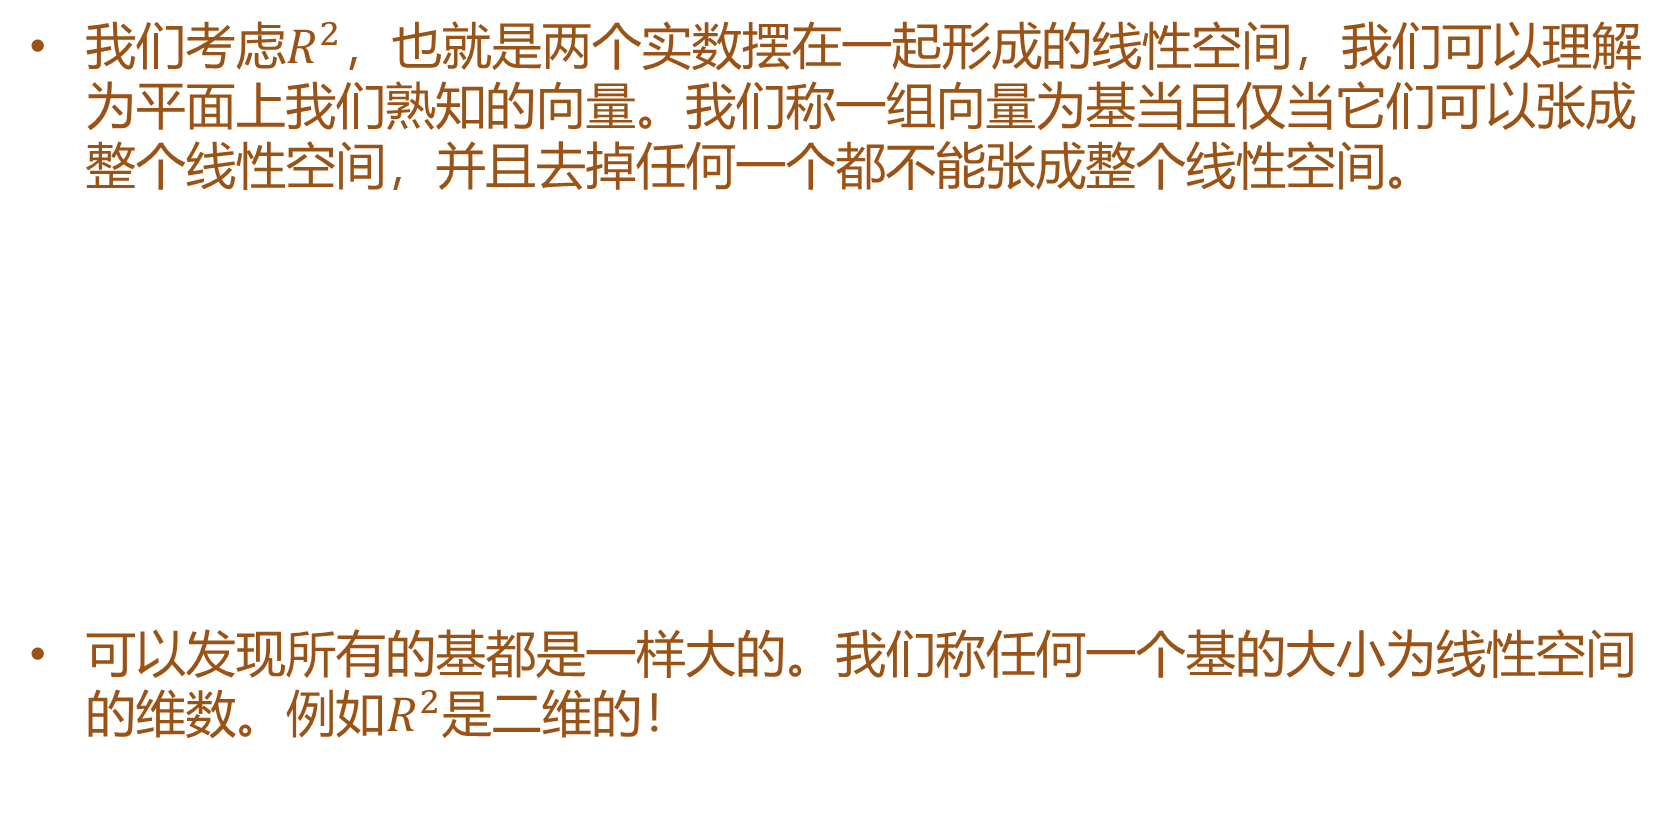 • 我们考虑R²，也就是两个实数摆在一起形成的线性空间，我们可以理解
为平面上我们熟知的向量。我们称一组向量为基当且仅当它们可以张成
整个线性空间，并且去掉任何一个都不能张成整个线性空间。
• 可以发现所有的基都是一样大的。我们称任何一个基的大小为线性空间
的维数。例如R²是二维的！